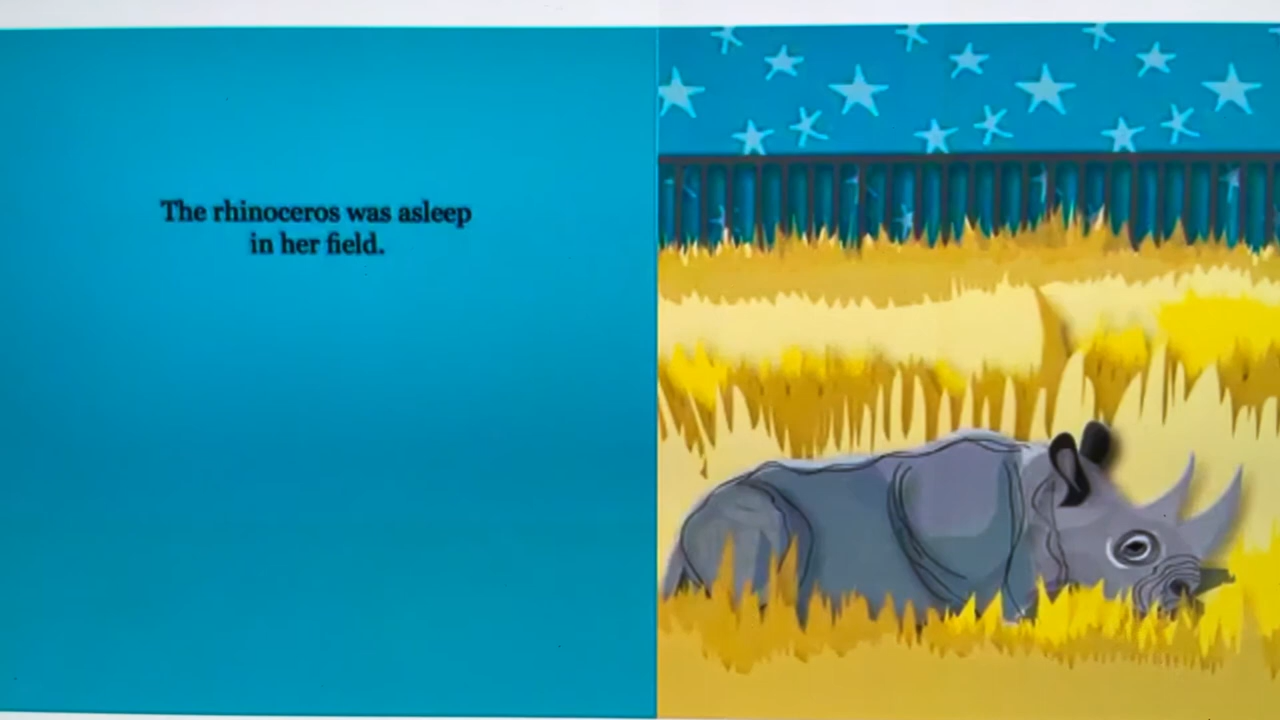 The rhinoceros was asleep
in her field.